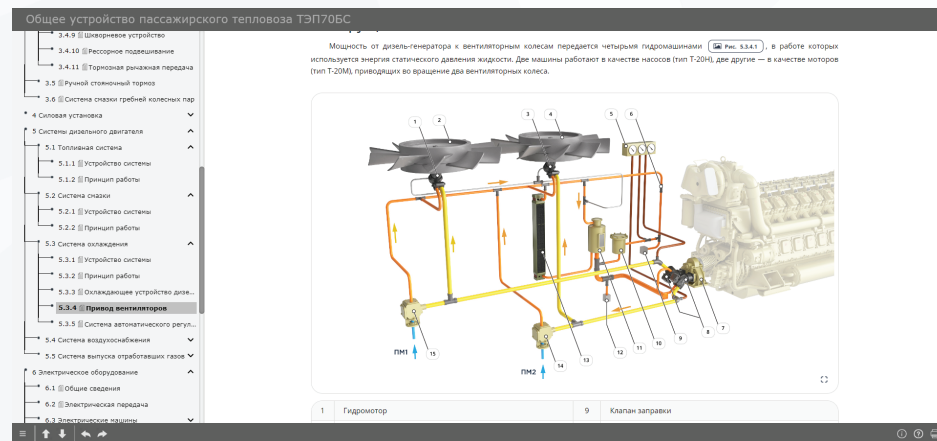 Общее устройство пассажирского тепловоза ТЭП70БС
3.4.9 Шкворневое устройство
3.4.10 Рессорное подвешивание
3.4.11 Тормозная рычажная передача
3.5 Ручной стояночный тормоз
3.6 Система смазки гребней колесных пар
4 Силовая установка
5 Системы дизельного двигателя
5.1 Топливная система
5.1.1 Устройство системы
5.1.2 Принцип работы
5.2 Система смазки
5.2.1 Устройство системы
5.2.2 Принцип работы
5.3 Система охлаждения
5.3.1 Устройство системы
5.3.2 Принцип работы
5.3.3 Охлаждающее устройство дизе...
5.3.4 Привод вентиляторов
5.3.5 Система автоматического регул...
5.4 Система воздухоснабжения
5.5 Система выпуска отработавших газов
6 Электрическое оборудование
6.1 Общие сведения
6.2 Электрическая передача
6.3 Электрические машины
Мощность от дизель-генератора к вентиляторным колесам передается четырьмя гидромашинами Рис. 5.3.4.1 , в работе которых
используется энергия статического давления жидкости. Две машины работают в качестве насосов (тип Т-20Н), две другие — в качестве моторов
(тип Т-20М), приводящих во вращение два вентиляторных колеса.
1 2 3 4 5 6
7
8
9
10
11
12
13
14
15
ПМ1
ПМ2
1 Гидромотор 9 Клапан заправки